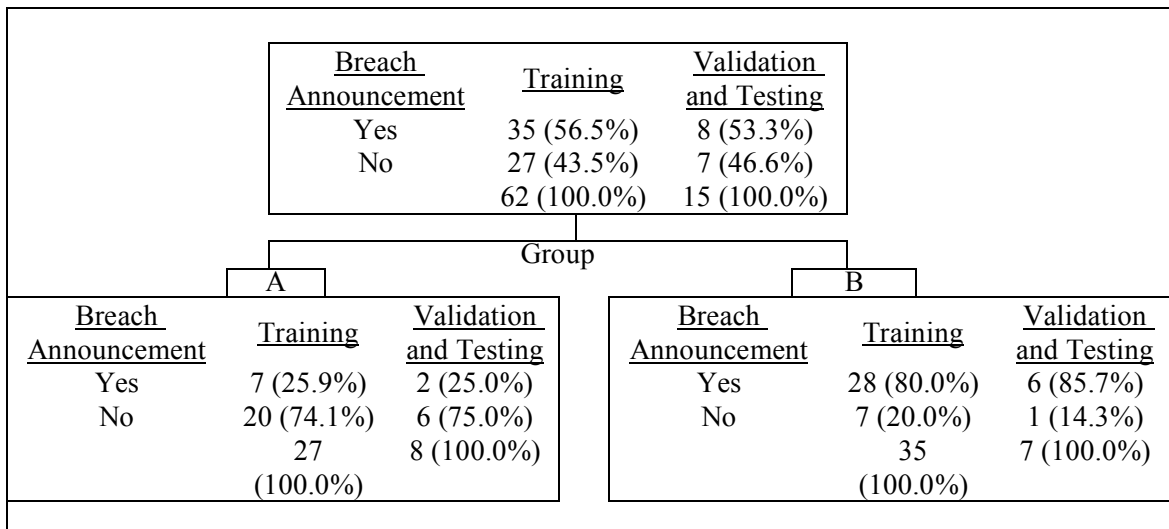 Breach Announcement Training Validation and Testing
Yes 35 (56.5%) 8 (53.3%)
No 27 (43.5%) 7 (46.6%)
62 (100.0%) 15 (100.0%)
Group
A
Breach Announcement Training Validation and Testing
Yes 7 (25.9%) 2 (25.0%)
No 20 (74.1%) 6 (75.0%)
27 (100.0%) 8 (100.0%)
B
Breach Announcement Training Validation and Testing
Yes 28 (80.0%) 6 (85.7%)
No 7 (20.0%) 1 (14.3%)
35 (100.0%) 7 (100.0%)